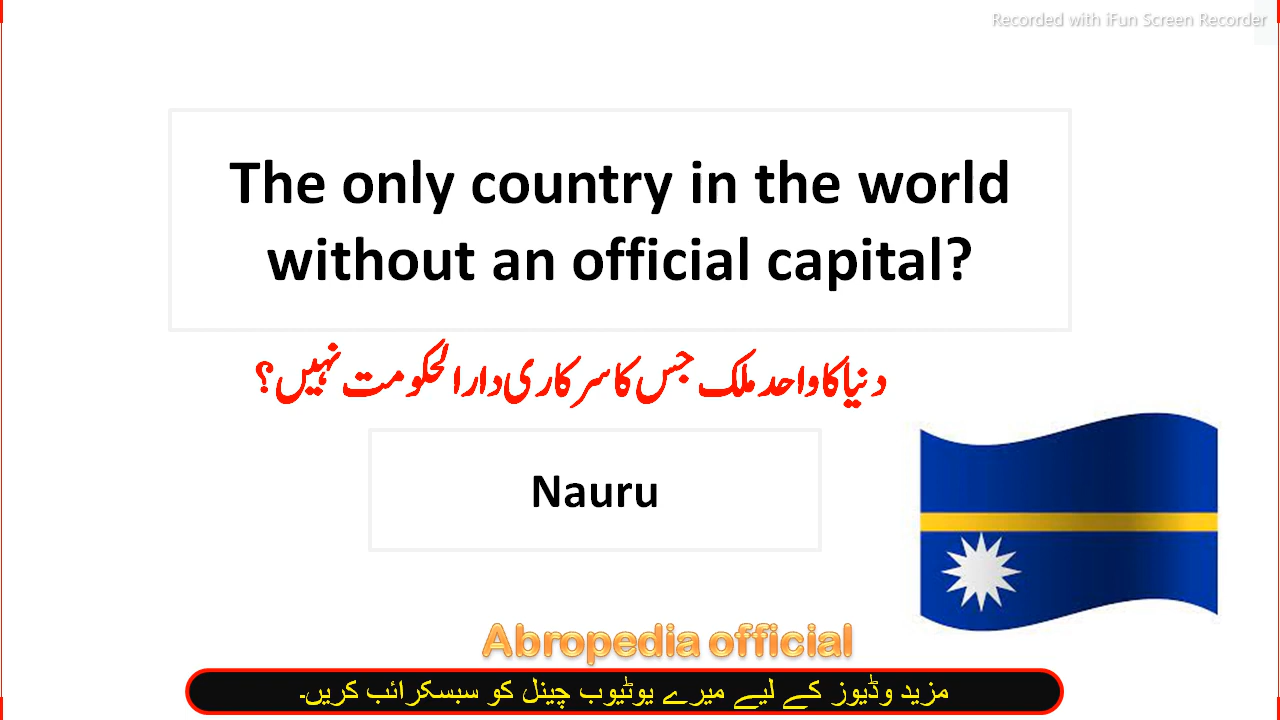 Recorded with iFun Screen Recorder
The only country in the world
without an official capital?
دنیا کا واحد ملک جس کا سرکاری دارالحکومت نہیں؟
Nauru
Abropedia official
مزید وڈیوز کے لیے میرے یوٹیوب چینل کو سبسکرائب کریں۔